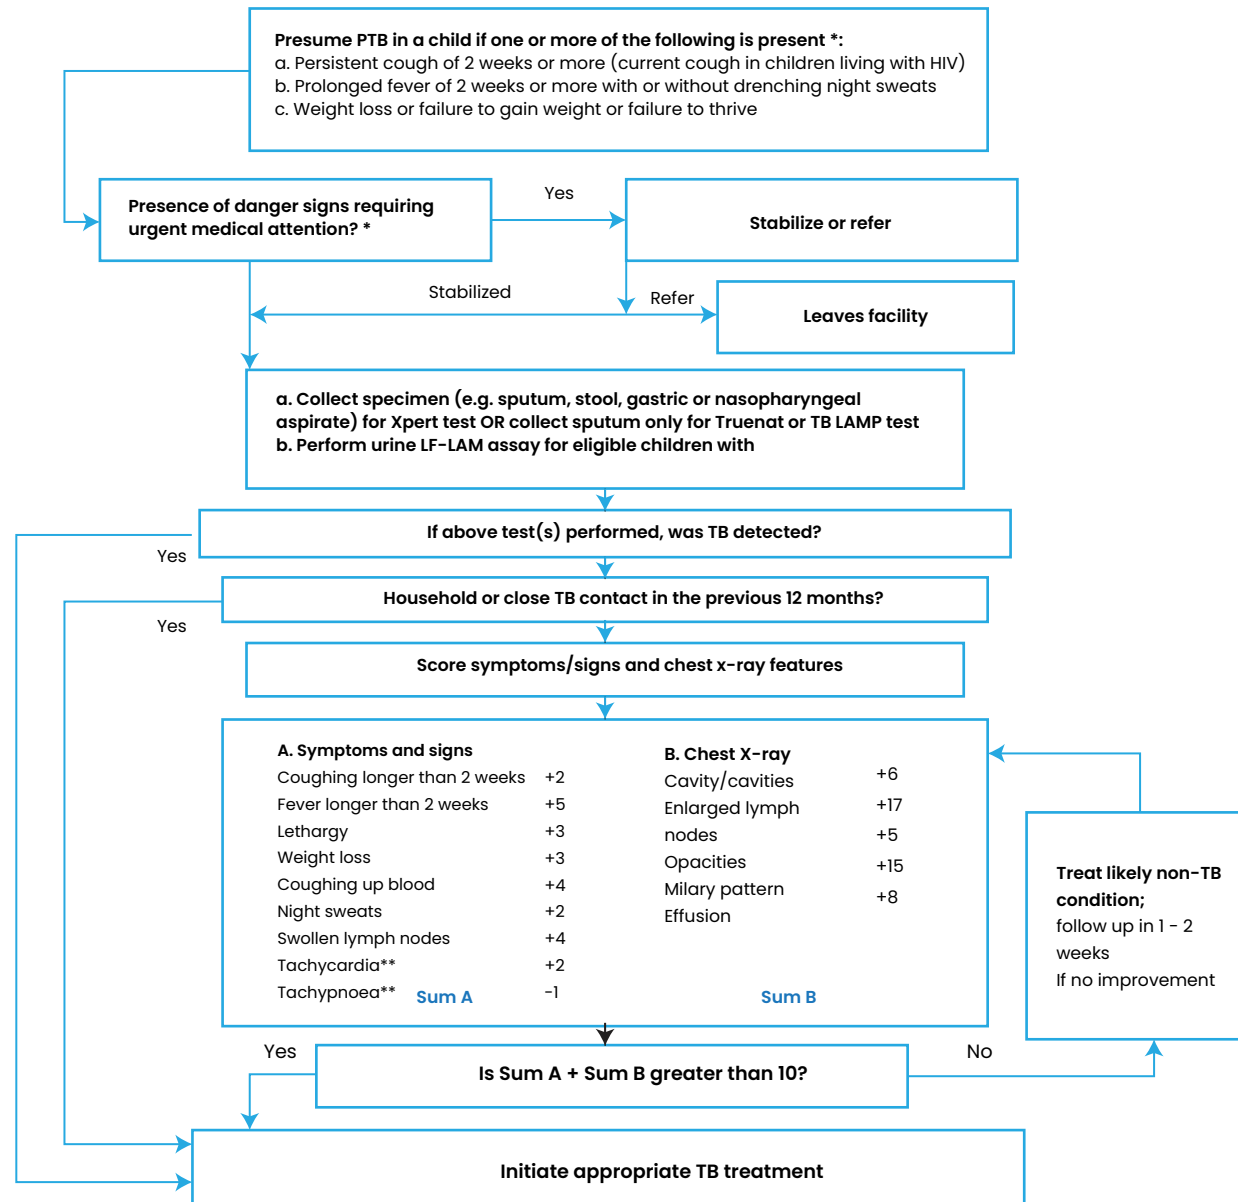 Presume PTB in a child if one or more of the following is present *:
a. Persistent cough of 2 weeks or more (current cough in children living with HIV)
b. Prolonged fever of 2 weeks or more with or without drenching night sweats
c. Weight loss or failure to gain weight or failure to thrive
Presence of danger signs requiring
urgent medical attention? *
Yes
Stabilize or refer
Stabilized
Refer
Leaves facility
a. Collect specimen (e.g. sputum, stool, gastric or nasopharyngeal
aspirate) for Xpert test OR collect sputum only for Truenat or TB LAMP test
b. Perform urine LF-LAM assay for eligible children with
If above test(s) performed, was TB detected?
Yes
Household or close TB contact in the previous 12 months?
Yes
Score symptoms/signs and chest x-ray features
A. Symptoms and signs
Coughing longer than 2 weeks +2
Fever longer than 2 weeks +5
Lethargy +3
Weight loss +3
Coughing up blood +4
Night sweats +2
Swollen lymph nodes +4
Tachycardia** +2
Tachypnoea** -1
Sum A
B. Chest X-ray
Cavity/cavities +6
Enlarged lymph +17
nodes +5
Opacities +15
Milary pattern +8
Effusion
Sum B
Treat likely non-TB
condition;
follow up in 1 - 2
weeks
If no improvement
Yes
Is Sum A + Sum B greater than 10?
No
Initiate appropriate TB treatment